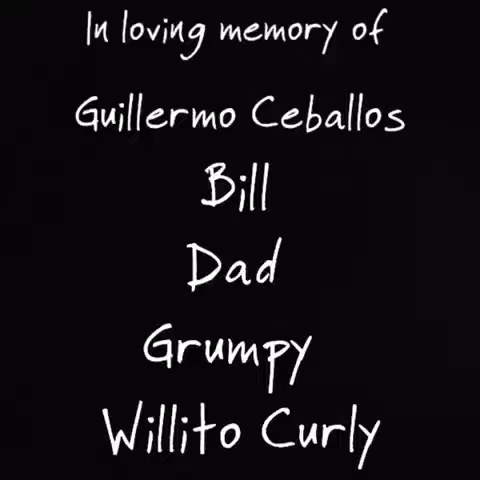 In loving memory of
Guillermo Ceballos
Bill
Dad
Grumpy
Willito Curly